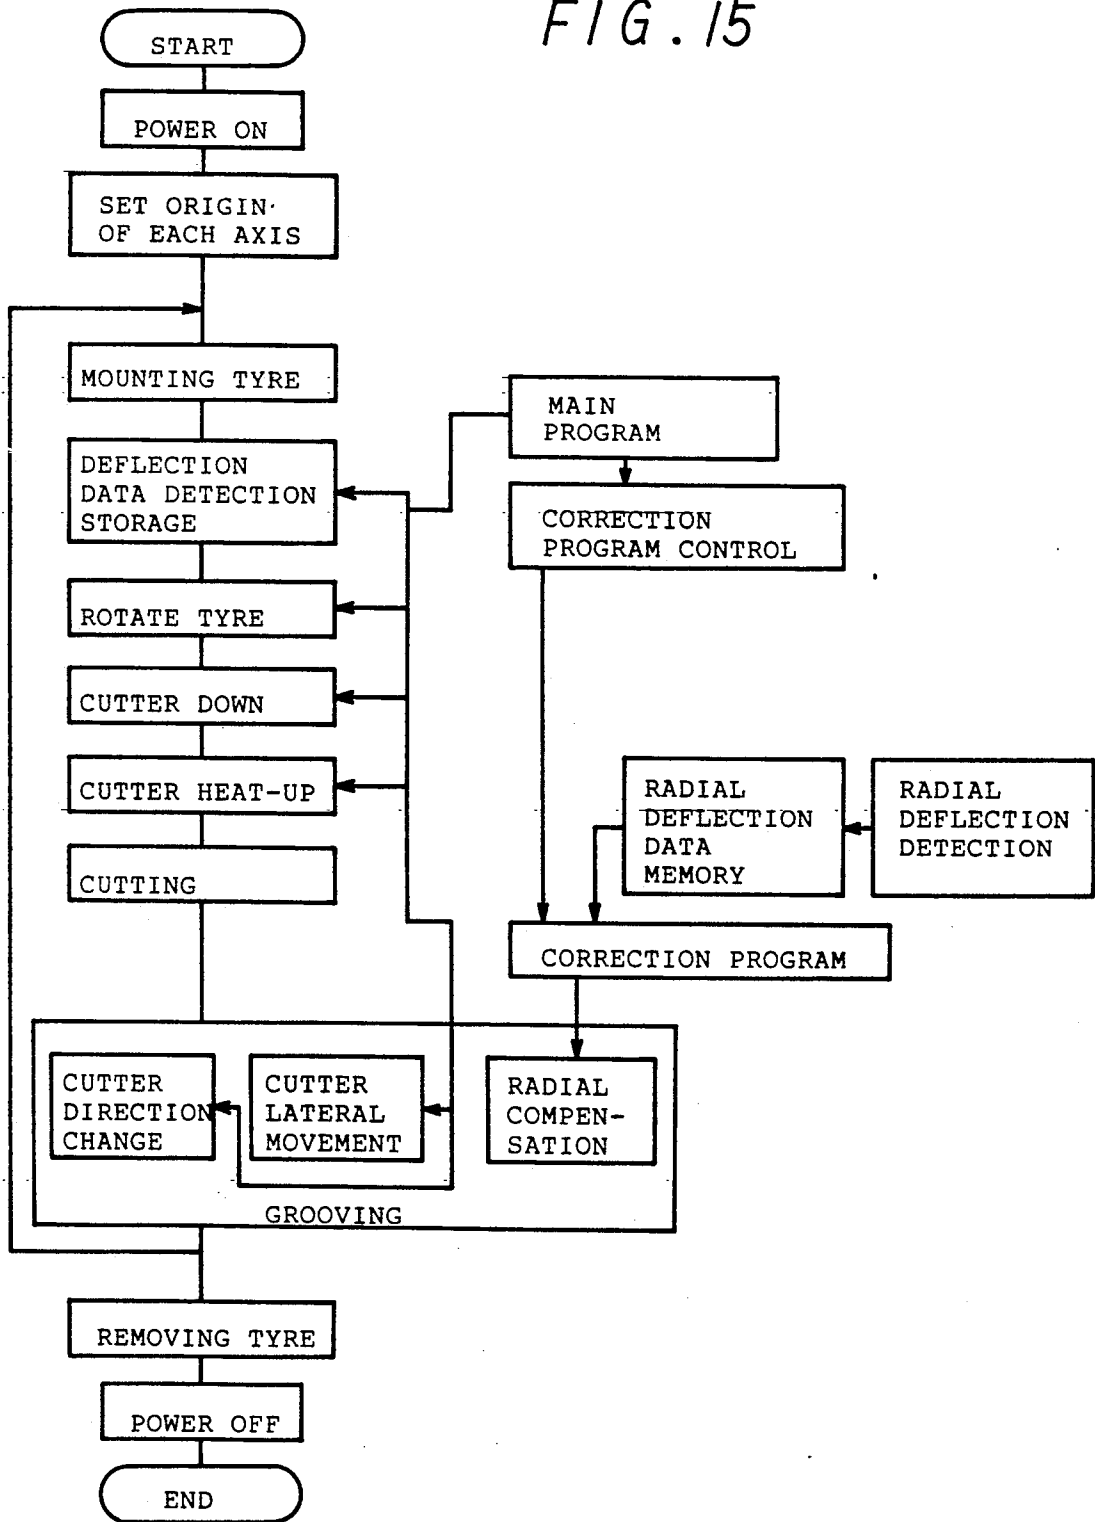 FIG. 15
START
POWER ON
SET ORIGIN
OF EACH AXIS
MOUNTING TYRE
DEFLECTION
DATA DETECTION
STORAGE
ROTATE TYRE
CUTTER DOWN
CUTTER HEAT-UP
CUTTING
MAIN
PROGRAM
CORRECTION
PROGRAM CONTROL
RADIAL
DEFLECTION
DATA
MEMORY
RADIAL
DEFLECTION
DETECTION
CORRECTION PROGRAM
CUTTER
DIRECTION
CHANGE
CUTTER
LATERAL
MOVEMENT
RADIAL
COMPEN-
SATION
GROOVING
REMOVING TYRE
POWER OFF
END